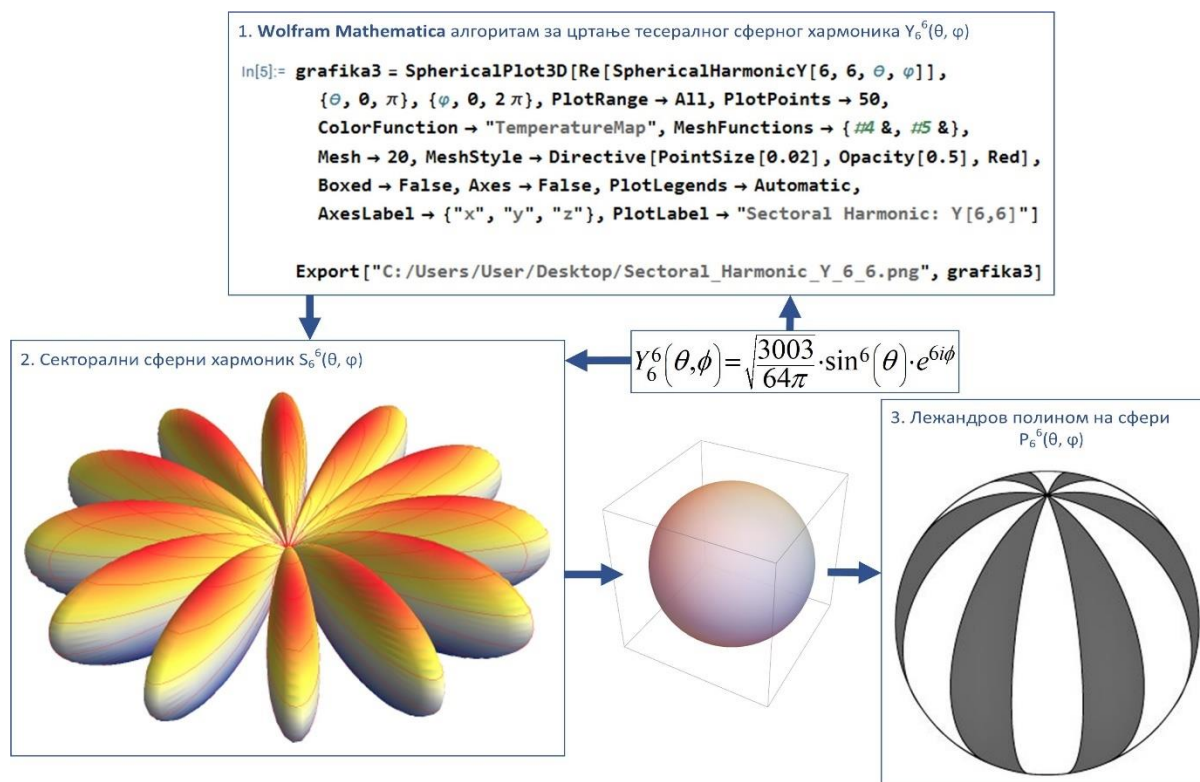 1. Wolfram Mathematica алгоритам за цртање тесералног сферног хармоника Y₆⁶(θ, φ)
In[5]:= grafika3 = SphericalPlot3D[Re[SphericalHarmonicY[6, 6, θ, φ]],
{θ, 0, π}, {φ, 0, 2 π}, PlotRange → All, PlotPoints → 50,
ColorFunction → "TemperatureMap", MeshFunctions → {#4 &, #5 &},
Mesh → 20, MeshStyle → Directive[PointSize[0.02], Opacity[0.5], Red],
Boxed → False, Axes → False, PlotLegends → Automatic,
AxesLabel → {"x", "y", "z"}, PlotLabel → "Sectoral Harmonic: Y[6,6]"]
Export["C:/Users/User/Desktop/Sectoral_Harmonic_Y_6_6.png", grafika3]
2. Секторални сферни хармоник S₆⁶(θ, φ)
Y₆⁶(θ,ϕ)=√(3003/64π)·sin⁶(θ)·e⁶ⁱᵠ
3. Лежандров полином на сфери
P₆⁶(θ, φ)